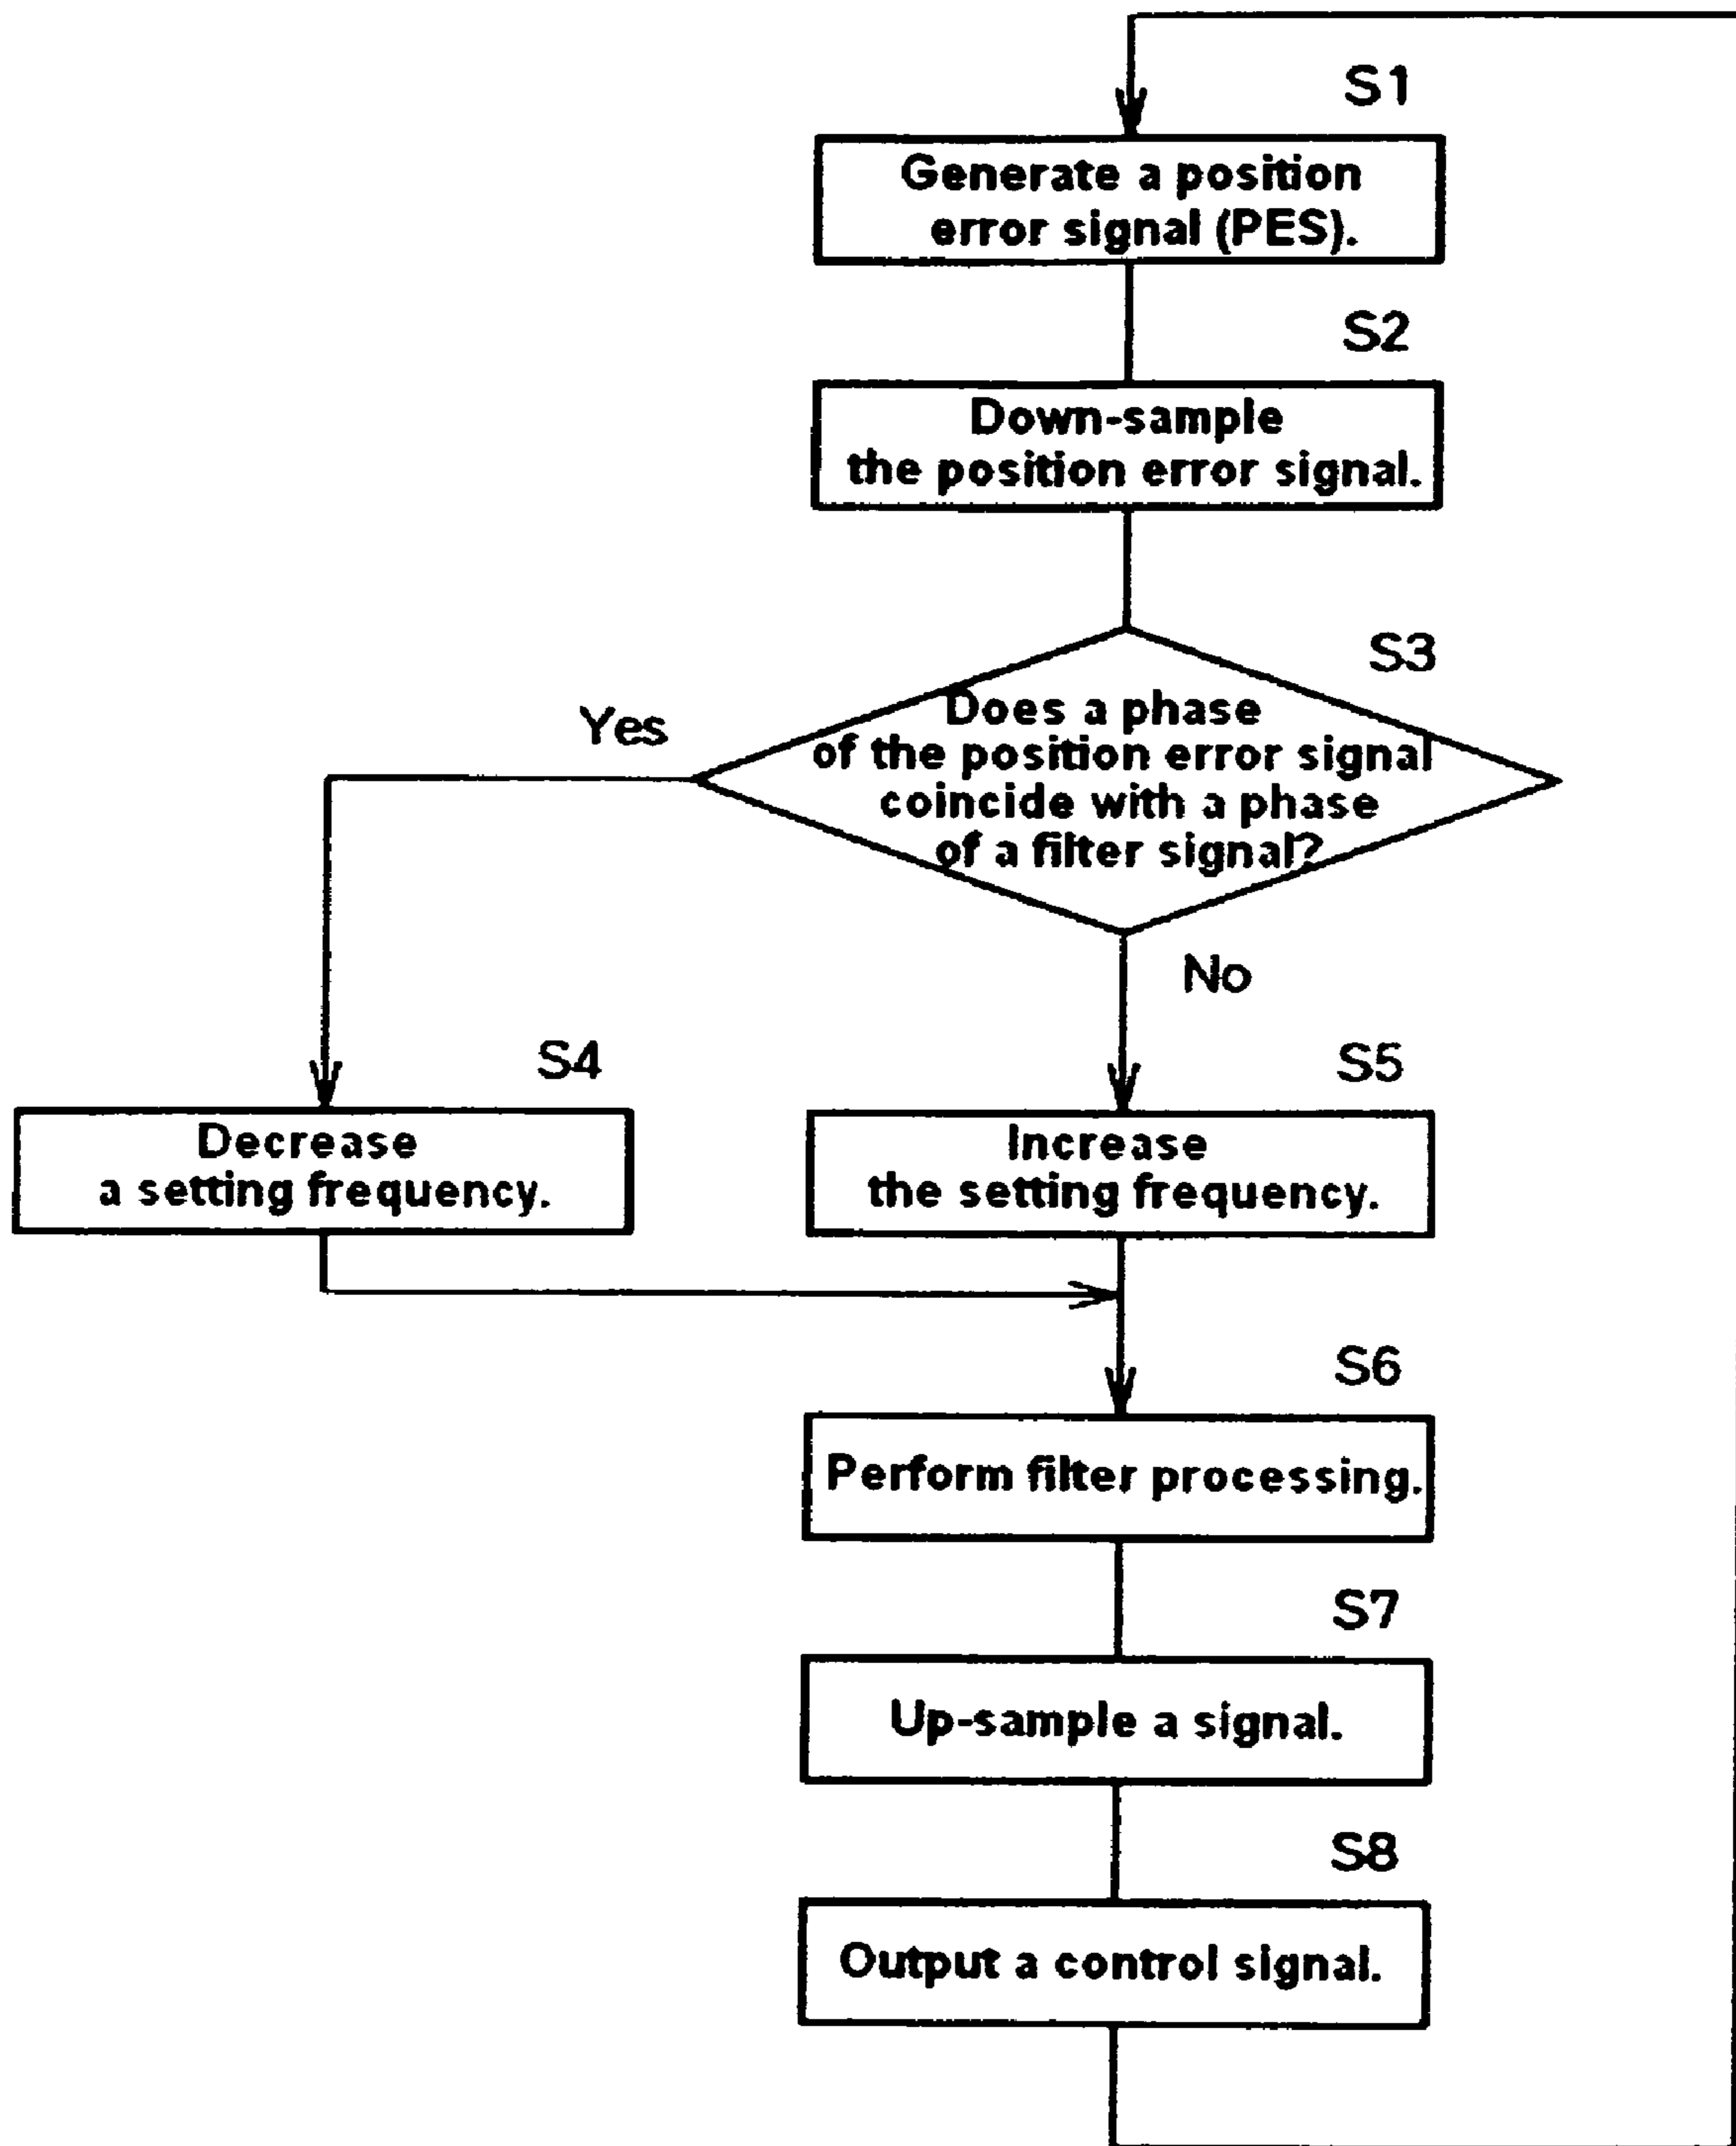 S1
Generate a position
error signal (PES).
S2
Down-sample
the position error signal.
S3
Does a phase
of the position error signal
coincide with a phase
of a filter signal?
Yes
No
S4
Decrease
a setting frequency.
S5
Increase
the setting frequency.
S6
Perform filter processing.
S7
Up-sample a signal.
S8
Output a control signal.